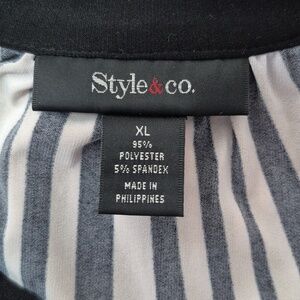 Style&co.
XL
95%
POLYESTER
5% SPANDEX
MADE IN
PHILIPPINES